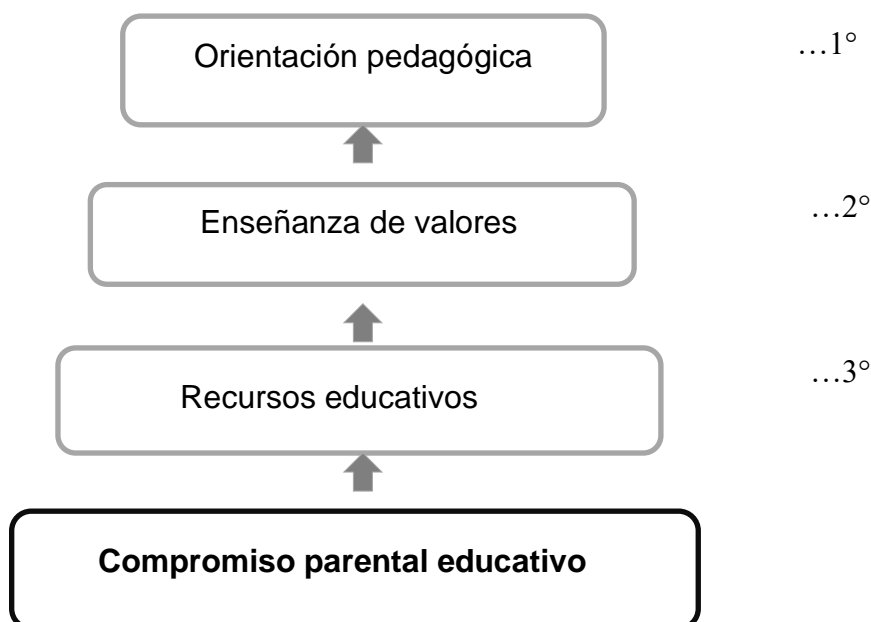 Orientación pedagógica …1°
Enseñanza de valores …2°
Recursos educativos …3°
Compromiso parental educativo